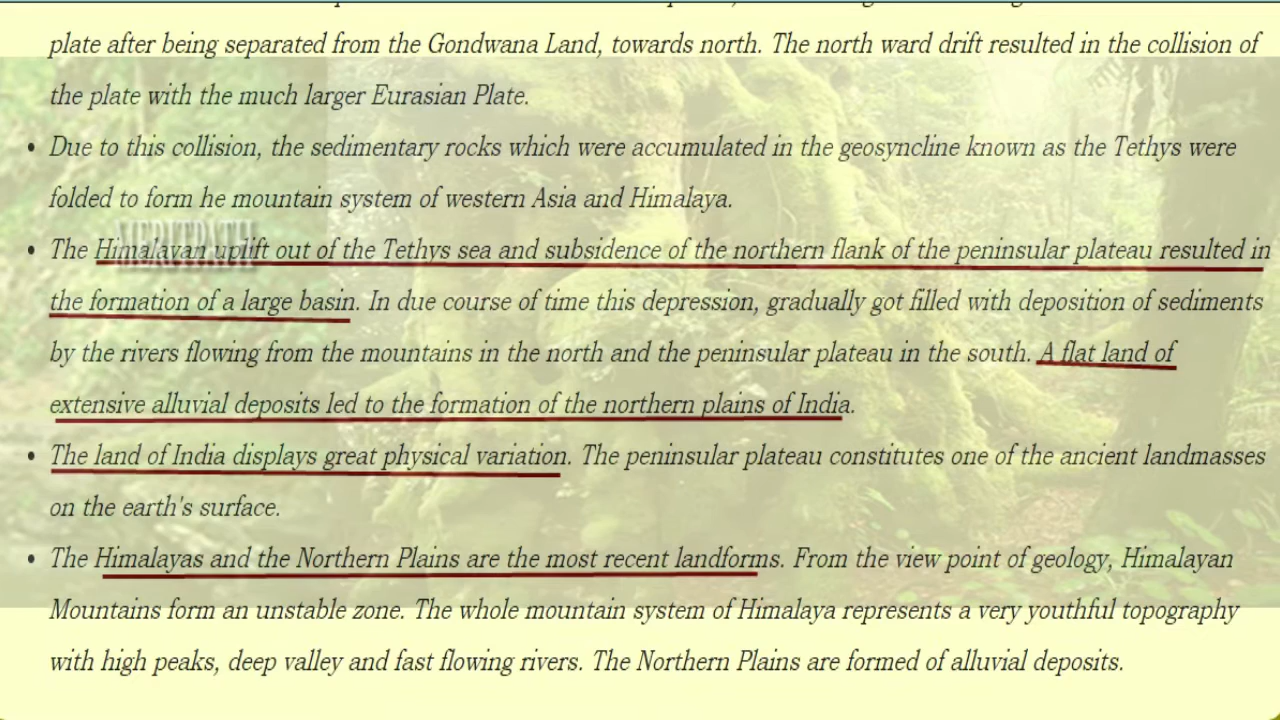 plate after being separated from the Gondwana Land, towards north. The north ward drift resulted in the collision of
the plate with the much larger Eurasian Plate.
• Due to this collision, the sedimentary rocks which were accumulated in the geosyncline known as the Tethys were
folded to form he mountain system of western Asia and Himalaya.
MERITPATH
• The Himalayan uplift out of the Tethys sea and subsidence of the northern flank of the peninsular plateau resulted in
the formation of a large basin. In due course of time this depression, gradually got filled with deposition of sediments
by the rivers flowing from the mountains in the north and the peninsular plateau in the south. A flat land of
extensive alluvial deposits led to the formation of the northern plains of India.
• The land of India displays great physical variation. The peninsular plateau constitutes one of the ancient landmasses
on the earth's surface.
• The Himalayas and the Northern Plains are the most recent landforms. From the view point of geology, Himalayan
Mountains form an unstable zone. The whole mountain system of Himalaya represents a very youthful topography
with high peaks, deep valley and fast flowing rivers. The Northern Plains are formed of alluvial deposits.